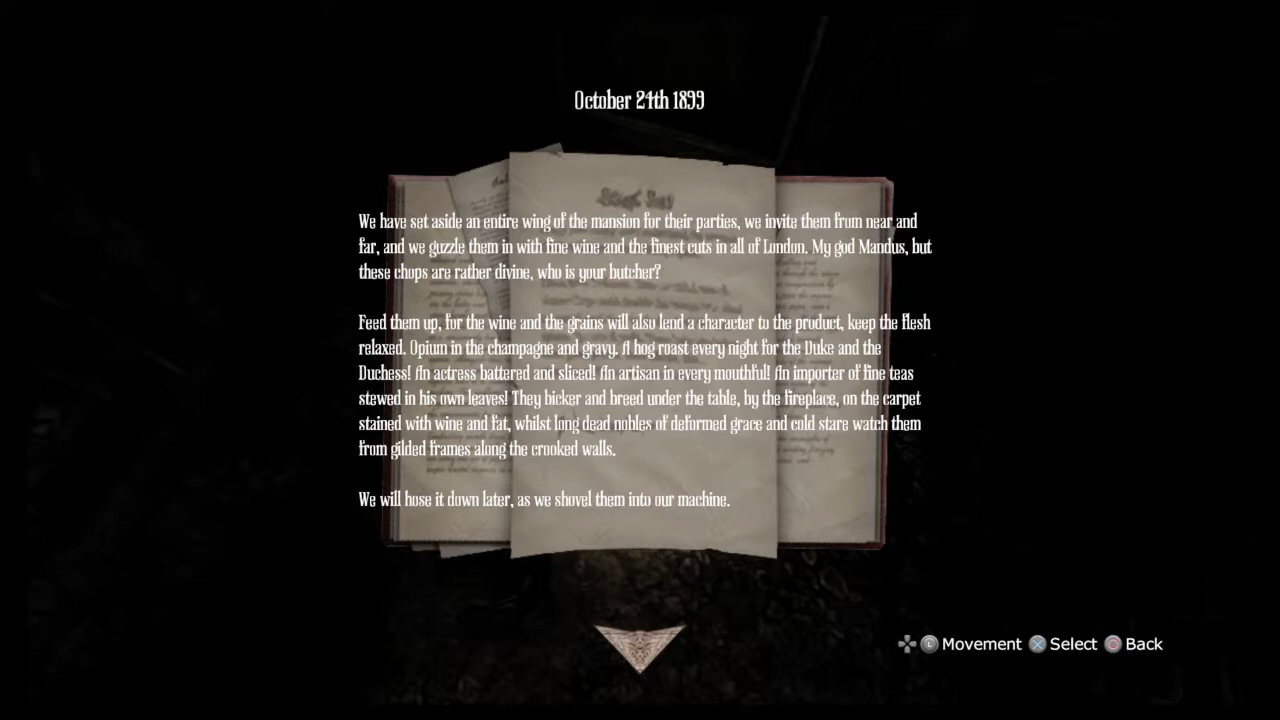 October 24th 1899
We have set aside an entire wing of the mansion for their parties, we invite them from near and
far, and we guzzle them in with fine wine and the finest cuts in all of London. My god Mandus, but
these chops are rather divine, who is your butcher?
Feed them up, for the wine and the grains will also lend a character to the product, keep the flesh
relaxed. Opium in the champagne and gravy. A hog roast every night for the Duke and the
Duchess! An actress battered and sliced! An artisan in every mouthful! An importer of fine teas
stewed in his own leaves! They bicker and breed under the table, by the fireplace, on the carpet
stained with wine and fat, whilst long dead nobles of deformed grace and cold stare watch them
from gilded frames along the crooked walls.
We will hose it down later, as we shovel them into our machine.
L Movement Select Back